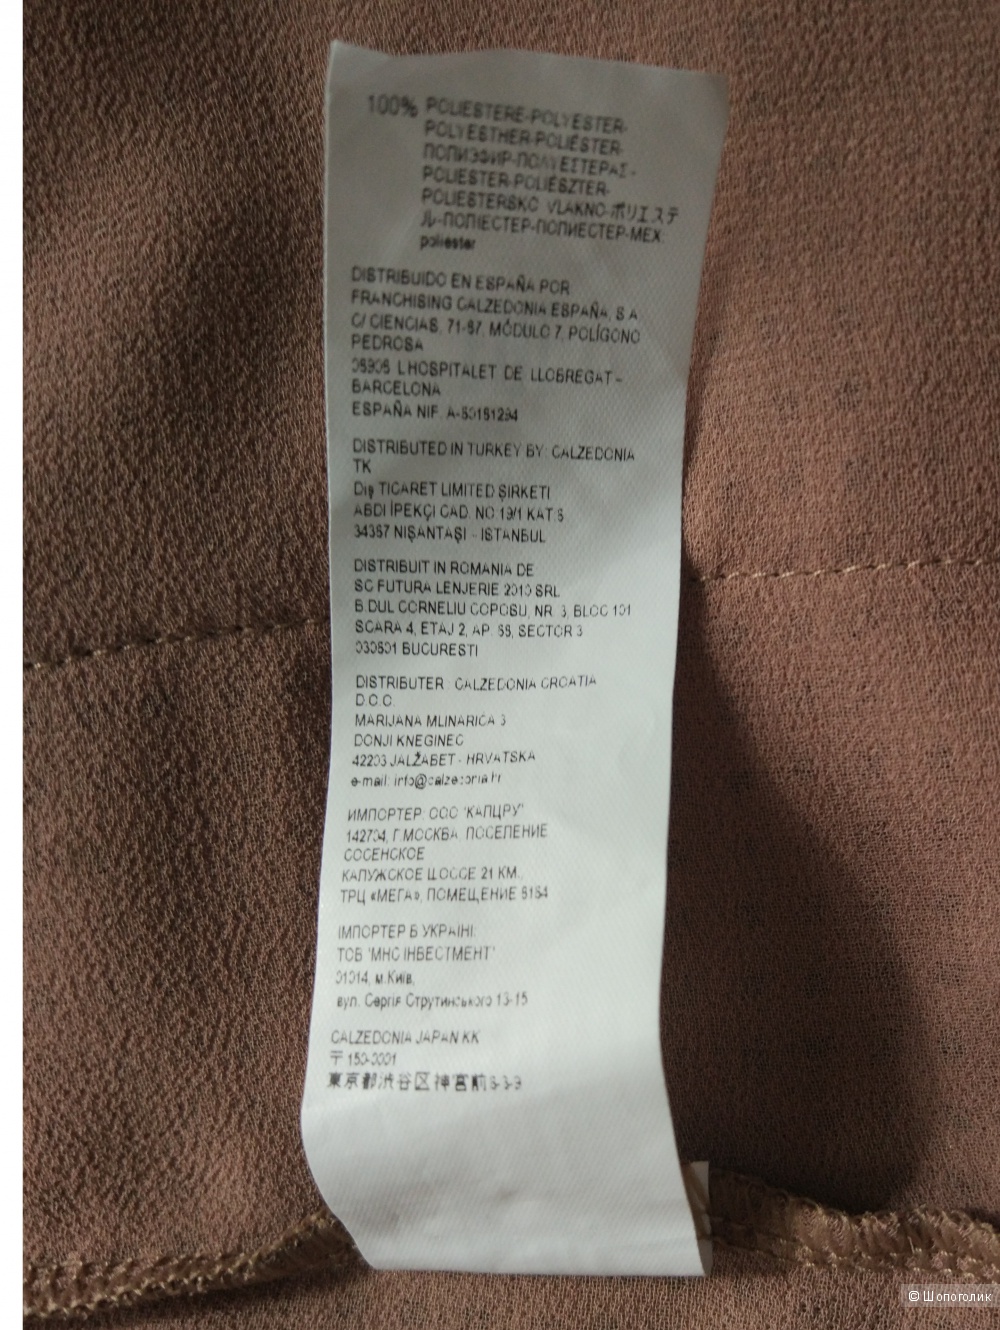 100% POLIESTERE-POLYESTER-
POLYESTHER-POLIÉSTER-
ПОЛИЭФИР-ΠΟΛΥΕΣΤΕΡΑΣ-
POLIESTER-POLIÉSZTER-
POLIESTERSKO VLAKNO-ポリエステ
ル-ПОЛІЕСТЕР-ПОЛИЕСТЕР-MEX:
poliester
DISTRIBUIDO EN ESPAÑA POR
FRANCHISING CALZEDONIA ESPAÑA, S.A.
C/ CIENCIAS, 71-87, MÓDULO 7, POLÍGONO
PEDROSA
L'HOSPITALET DE LLOBREGAT -
BARCELONA
ESPAÑA NIF.
DISTRIBUTED IN TURKEY BY: CALZEDONIA
TK
Dış TICARET LIMITED ŞIRKETI
ABDI İPEKÇI CAD. NO 19/1 KAT 6
34367 NIŞANTAŞI - ISTANBUL
DISTRIBUIT IN ROMANIA DE
SC FUTURA LENJERIE 2010 SRL
B.DUL CORNELIU COPOSU, NR. 3, BLOC 101
SCARA 4, ETAJ 2, AP. SECTOR 3
BUCURESTI
DISTRIBUTER: CALZEDONIA CROATIA
D.O.O.
MARIJANA MLINARICA 3
DONJI KNEGINEC
42203 JALŽABET - HRVATSKA
e-mail: info@calzedonia.hr
ИМПОРТЕР: ООО "КАЛЦРУ"
142704, Г.МОСКВА, ПОСЕЛЕНИЕ
СОСЕНСКОЕ
КАЛУЖСКОЕ ШОССЕ 21 КМ.,
ТРЦ «МЕГА», ПОМЕЩЕНИЕ
ІМПОРТЕР В УКРАЇНІ:
ТОВ "МНС ІНВЕСТМЕНТ"
01014, м.Київ,
вул. Сергія Струтинського 13-15
CALZEDONIA JAPAN KK
〒150-0001
東京都渋谷区神宮前
© Шопоголик